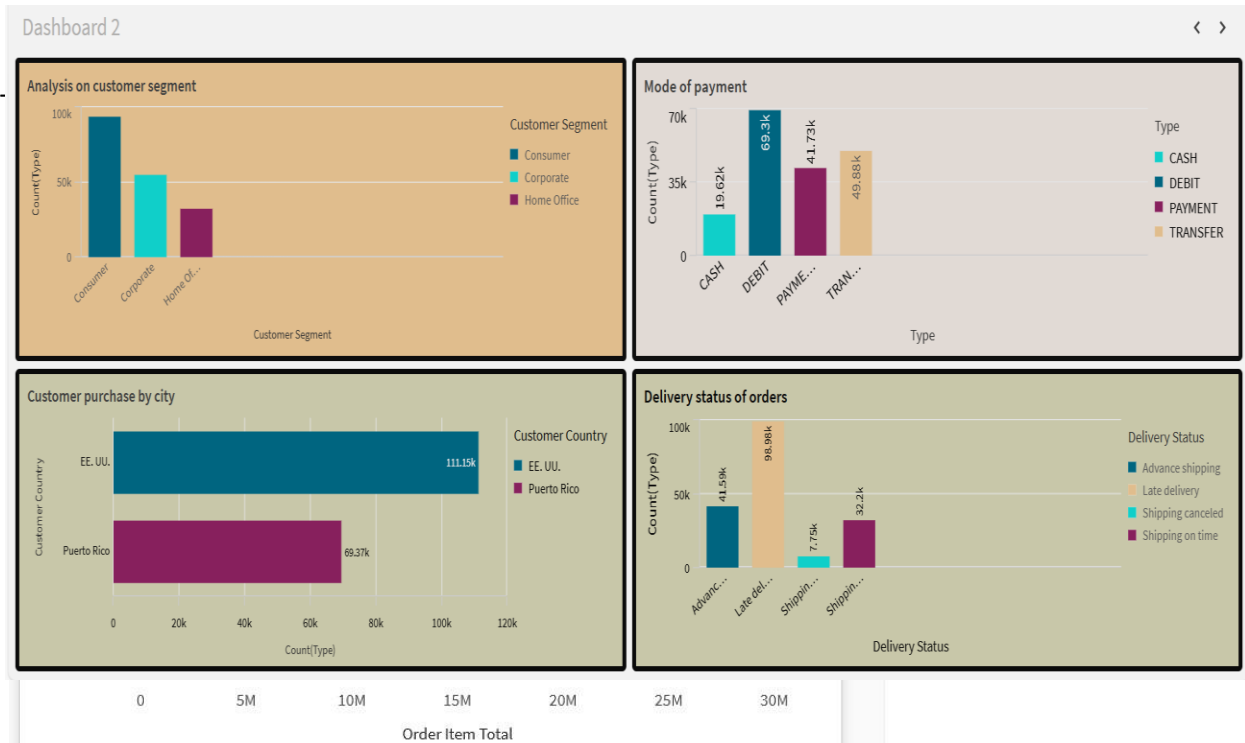 Dashboard 2
Analysis on customer segment
100k
50k
0
Count(Type)
Consumer
Corporate
Home Of...
Customer Segment
Customer Segment
Consumer
Corporate
Home Office
Mode of payment
70k
35k
0
Count(Type)
19.62k
69.3k
41.73k
49.88k
CASH
DEBIT
PAYME...
TRAN...
Type
Type
CASH
DEBIT
PAYMENT
TRANSFER
Customer purchase by city
Customer Country
EE. UU.
111.15k
Puerto Rico
69.37k
0 20k 40k 60k 80k 100k 120k
Count(Type)
Customer Country
EE. UU.
Puerto Rico
Delivery status of orders
100k
50k
0
Count(Type)
41.59k
98.98k
7.75k
32.2k
Advanc...
Late del...
Shippin...
Shippin...
Delivery Status
Delivery Status
Advance shipping
Late delivery
Shipping canceled
Shipping on time
0 5M 10M 15M 20M 25M 30M
Order Item Total